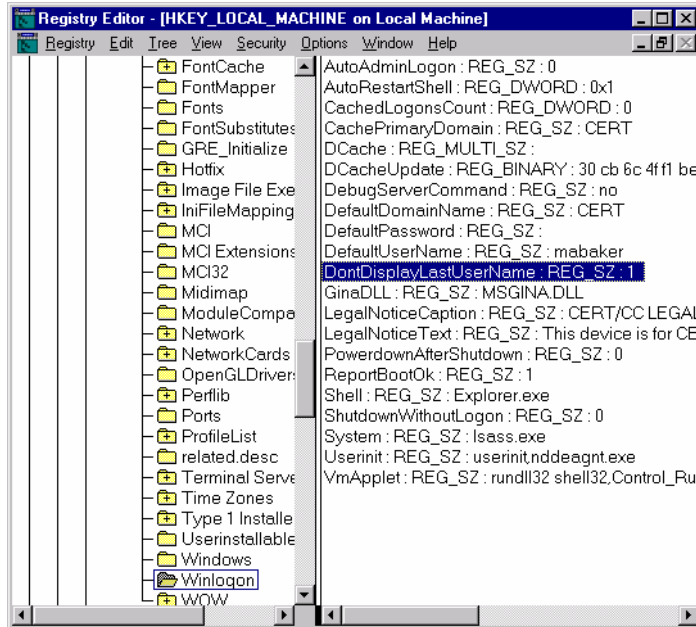 Registry Editor - [HKEY_LOCAL_MACHINE on Local Machine]
Registry Edit Tree View Security Options Window Help
FontCache
FontMapper
Fonts
FontSubstitutes
GRE_Initialize
Hotfix
Image File Exe
IniFileMapping
MCI
MCI Extensions
MCI32
Midimap
ModuleCompa
Network
NetworkCards
OpenGLDriver
Perflib
Ports
ProfileList
related.desc
Terminal Serve
Time Zones
Type 1 Installe
Userinstallable
Windows
Winlogon
WOW
AutoAdminLogon : REG_SZ : 0
AutoRestartShell : REG_DWORD : 0x1
CachedLogonsCount : REG_DWORD : 0
CachePrimaryDomain : REG_SZ : CERT
DCache : REG_MULTI_SZ :
DCacheUpdate : REG_BINARY : 30 cb 6c 4f f1 be
DebugServerCommand : REG_SZ : no
DefaultDomainName : REG_SZ : CERT
DefaultPassword : REG_SZ :
DefaultUserName : REG_SZ : mabaker
DontDisplayLastUserName : REG_SZ : 1
GinaDLL : REG_SZ : MSGINA.DLL
LegalNoticeCaption : REG_SZ : CERT/CC LEGAL
LegalNoticeText : REG_SZ : This device is for CE
PowerdownAfterShutdown : REG_SZ : 0
ReportBootOk : REG_SZ : 1
Shell : REG_SZ : Explorer.exe
ShutdownWithoutLogon : REG_SZ : 0
System : REG_SZ : lsass.exe
Userinit : REG_SZ : userinit,nddeagnt.exe
VmApplet : REG_SZ : rundll32 shell32,Control_Ru